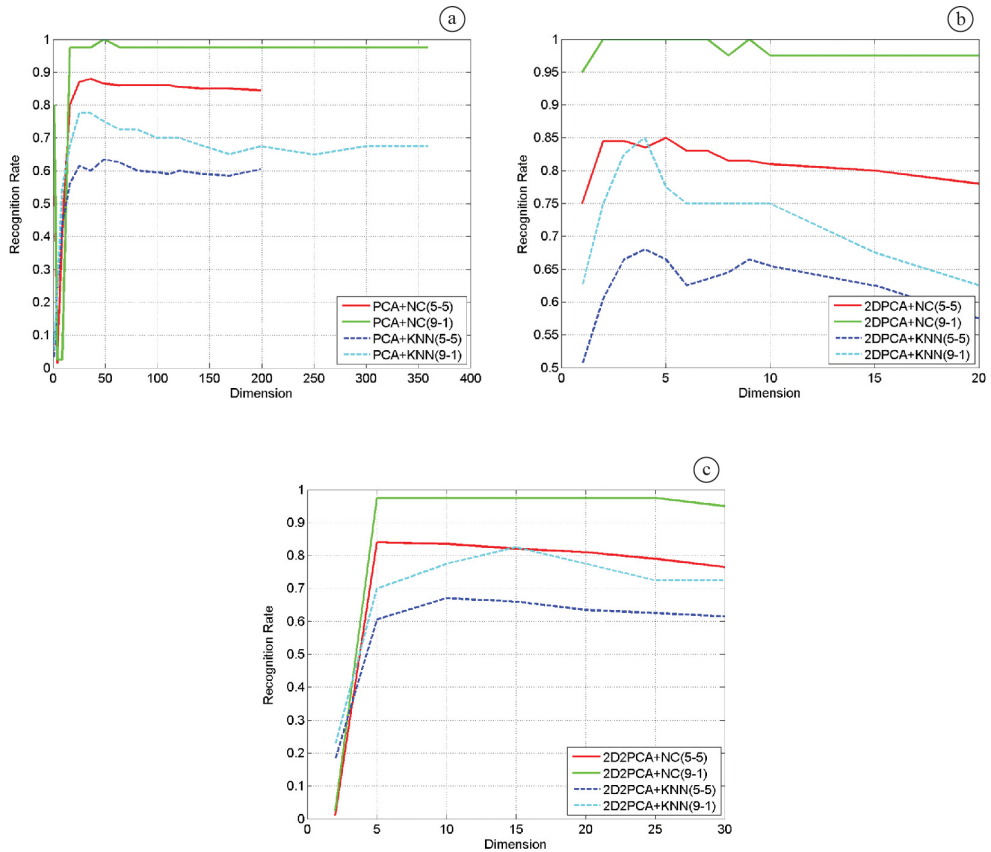 a
1
0.9
0.8
0.7
0.6
0.5
0.4
0.3
0.2
0.1
0
Recognition Rate
0 50 100 150 200 250 300 350 400
Dimension
PCA+NC(5-5)
PCA+NC(9-1)
PCA+KNN(5-5)
PCA+KNN(9-1)
b
1
0.95
0.9
0.85
0.8
0.75
0.7
0.65
0.6
0.55
0.5
Recognition Rate
0 5 10 15 20
Dimension
2DPCA+NC(5-5)
2DPCA+NC(9-1)
2DPCA+KNN(5-5)
2DPCA+KNN(9-1)
c
1
0.9
0.8
0.7
0.6
0.5
0.4
0.3
0.2
0.1
0
Recognition Rate
0 5 10 15 20 25 30
Dimension
2D2PCA+NC(5-5)
2D2PCA+NC(9-1)
2D2PCA+KNN(5-5)
2D2PCA+KNN(9-1)